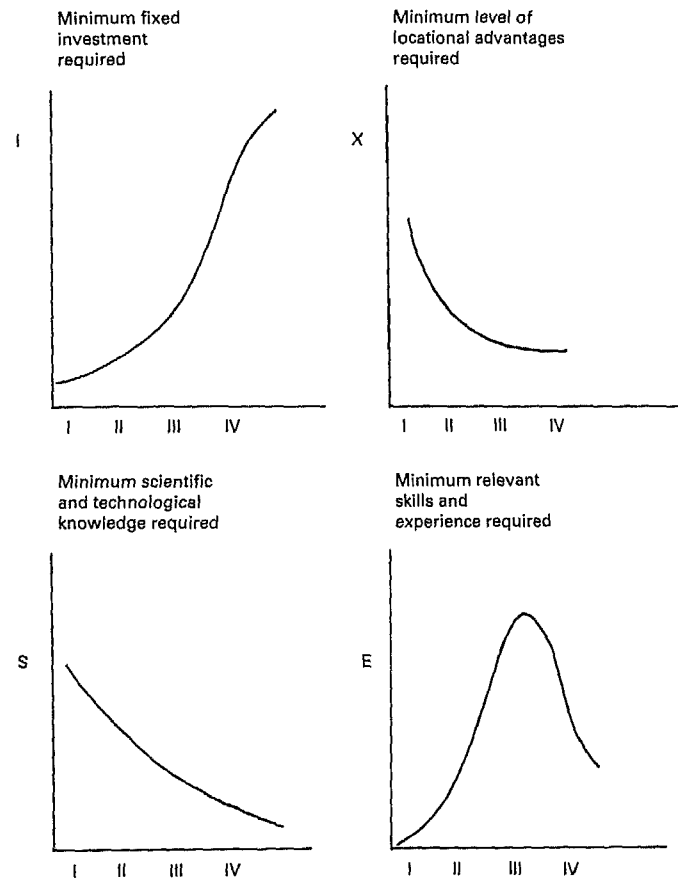 Minimum fixed
investment
required
I
I II III IV
Minimum level of
locational advantages
required
X
I II III IV
Minimum scientific
and technological
knowledge required
S
I II III IV
Minimum relevant
skills and
experience required
E
I II III IV